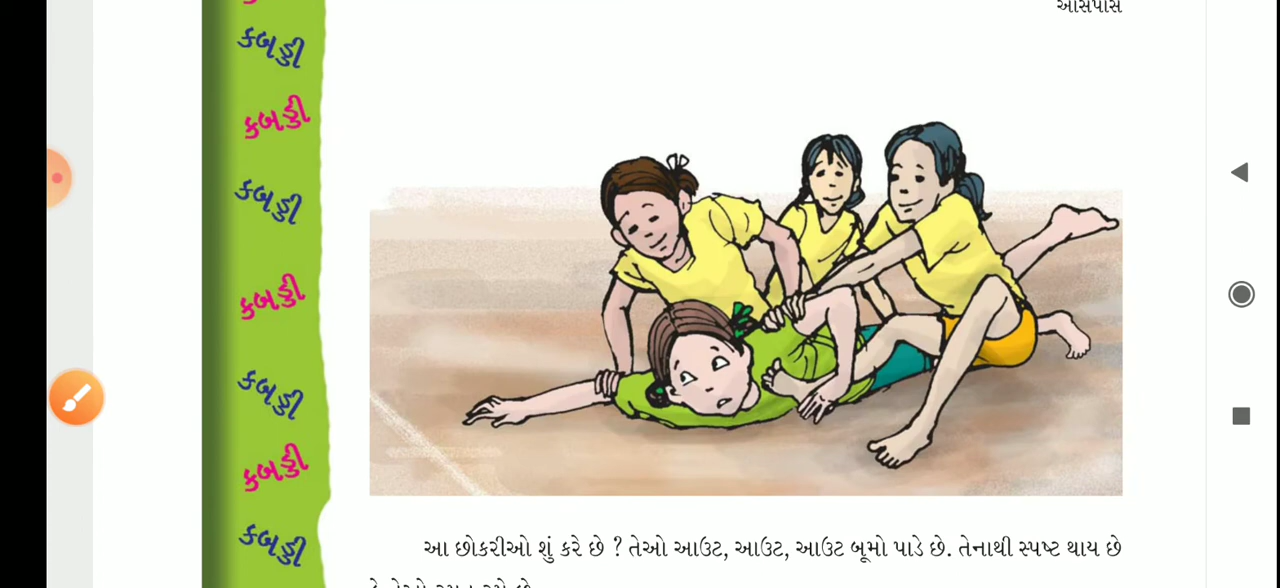 આસપાસ
કબડ્ડી
કબડ્ડી
કબડ્ડી
કબડ્ડી
કબડ્ડી
કબડ્ડી
કબડ્ડી
આ છોકરીઓ શું કરે છે ? તેઓ આઉટ, આઉટ, આઉટ બૂમો પાડે છે. તેનાથી સ્પષ્ટ થાય છે